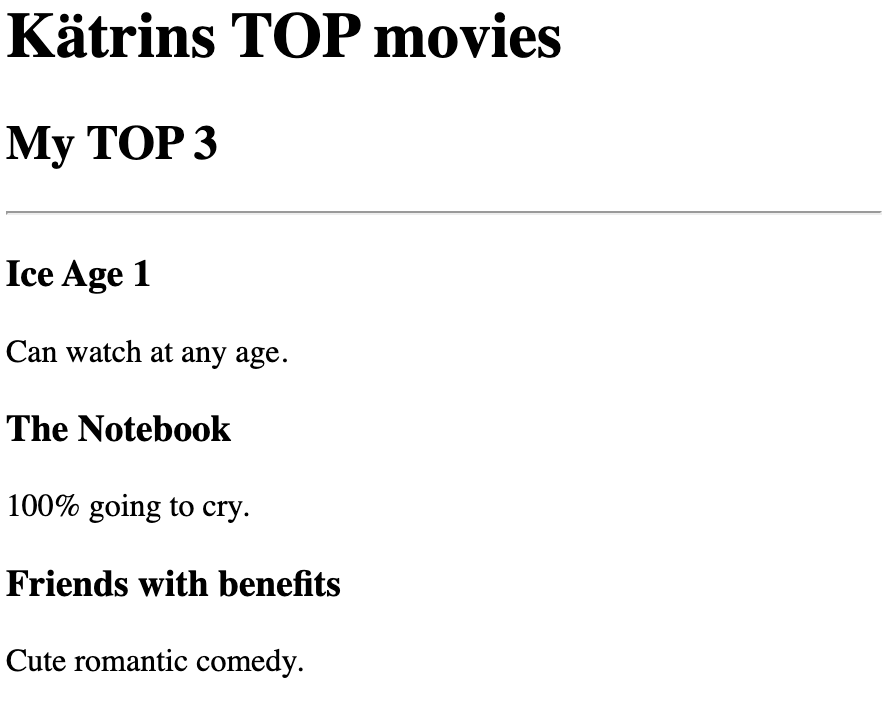 Kätrins TOP movies
My TOP 3
Ice Age 1
Can watch at any age.
The Notebook
100% going to cry.
Friends with benefits
Cute romantic comedy.